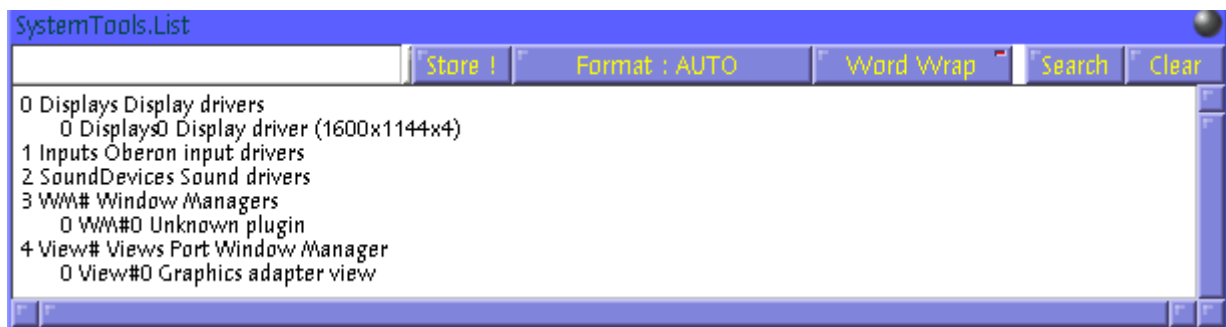 SystemTools.List
Store ! Format : AUTO Word Wrap Search Clear
0 Displays Display drivers
0 Displays0 Display driver (1600x1144x4)
1 Inputs Oberon input drivers
2 SoundDevices Sound drivers
3 WM# Window Managers
0 WM#0 Unknown plugin
4 View# Views Port Window Manager
0 View#0 Graphics adapter view